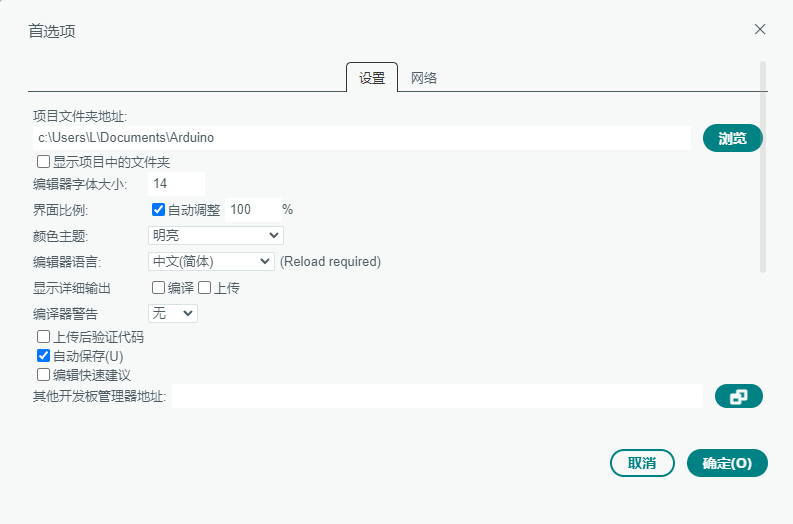 首选项
设置 网络
项目文件夹地址:
c:\Users\L\Documents\Arduino 浏览
显示项目中的文件夹
编辑器字体大小: 14
界面比例: 自动调整 100 %
颜色主题: 明亮
编辑器语言: 中文(简体) (Reload required)
显示详细输出 编译 上传
编译器警告 无
上传后验证代码
自动保存(U)
编辑快速建议
其他开发板管理器地址:
取消 确定(O)